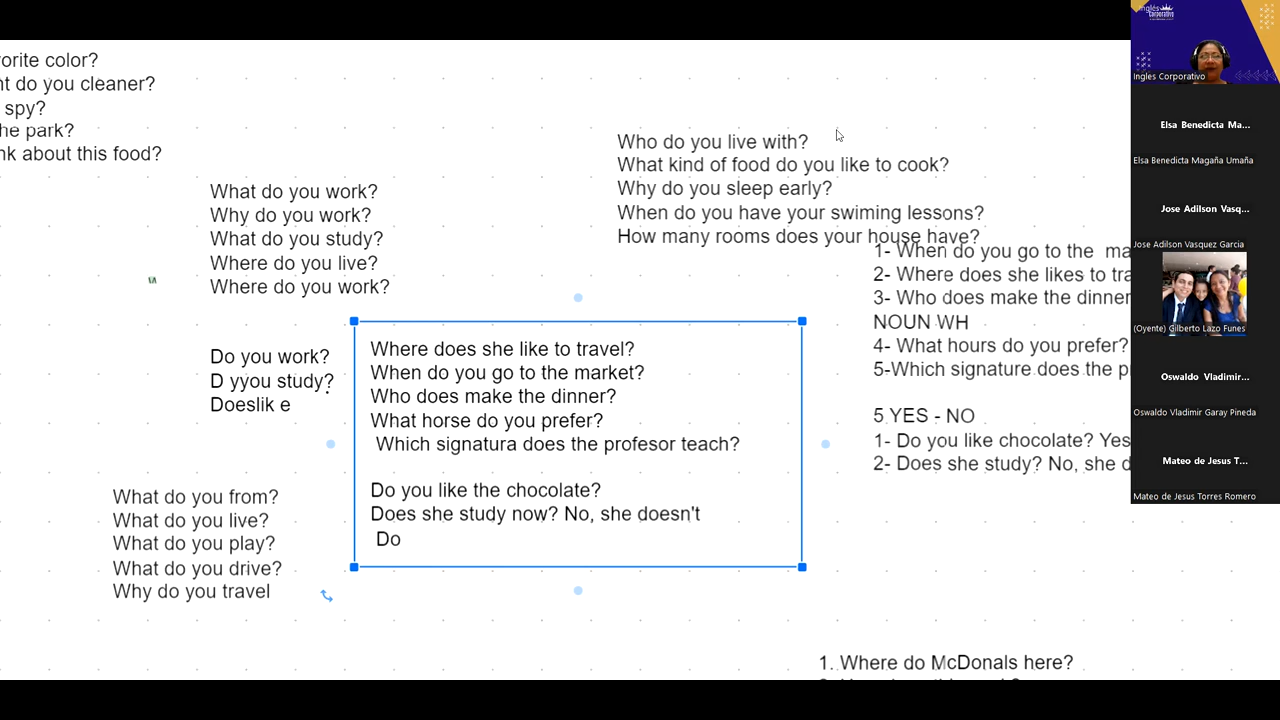 orite color?
nt do you cleaner?
spy?
he park?
nk about this food?
What do you work?
Why do you work?
What do you study?
Where do you live?
Where do you work?
Who do you live with?
What kind of food do you like to cook?
Why do you sleep early?
When do you have your swiming lessons?
How many rooms does your house have?
1- When do you go to the ma
2- Where does she likes to tra
3- Who does make the dinner
NOUN WH
4- What hours do you prefer?
5-Which signature does the p
5 YES - NO
1- Do you like chocolate? Yes
2- Does she study? No, she d
Do you work?
D yyou study?
Doeslik e
Where does she like to travel?
When do you go to the market?
Who does make the dinner?
What horse do you prefer?
Which signatura does the profesor teach?
Do you like the chocolate?
Does she study now? No, she doesn't
Do
What do you from?
What do you live?
What do you play?
What do you drive?
Why do you travel
1. Where do McDonals here?
Inglés
Corporativo
Ingles Corporativo
Elsa Benedicta Ma...
Elsa Benedicta Magaña Umaña
Jose Adilson Vasq...
Jose Adilson Vasquez Garcia
(Oyente) Gilberto Lazo Funes
Oswaldo Vladimir...
Oswaldo Vladimir Garay Pineda
Mateo de Jesus T...
Mateo de Jesus Torres Romero